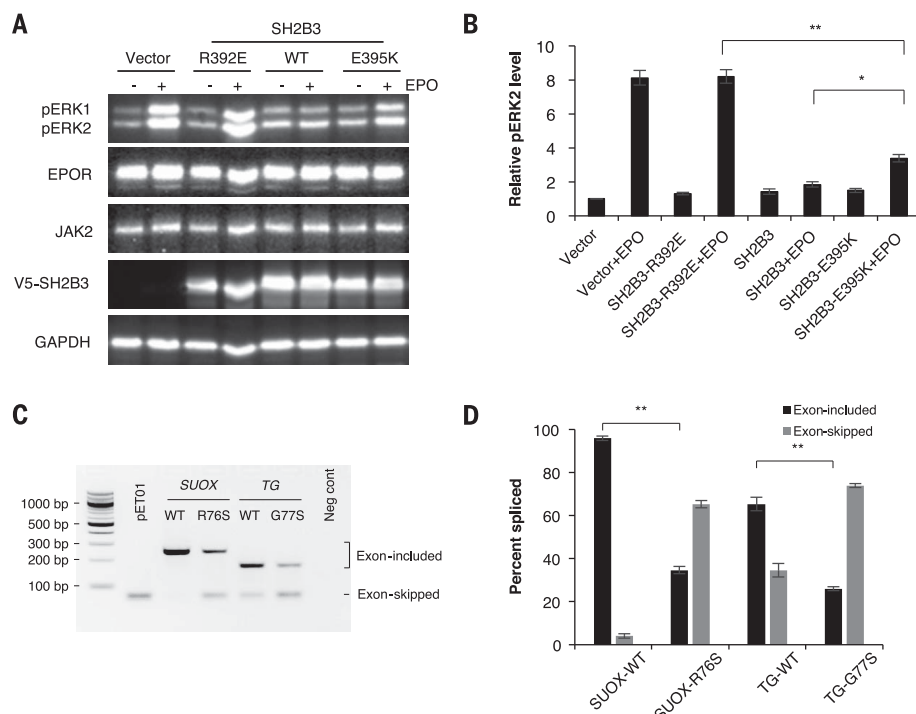 A
SH2B3
Vector R392E WT E395K
- + - + - + - + EPO
pERK1
pERK2
EPOR
JAK2
V5-SH2B3
GAPDH
B
Relative pERK2 level
10
8
6
4
2
0
**
*
Vector
Vector+EPO
SH2B3-R392E
SH2B3-R392E+EPO
SH2B3
SH2B3+EPO
SH2B3-E395K
SH2B3-E395K+EPO
C
pET01
SUOX
TG
Neg cont
WT R76S WT G77S
1000 bp
500 bp
300 bp
200 bp
100 bp
Exon-included
Exon-skipped
D
Exon-included
Exon-skipped
Percent spliced
100
80
60
40
20
0
**
**
SUOX-WT
SUOX-R76S
TG-WT
TG-G77S